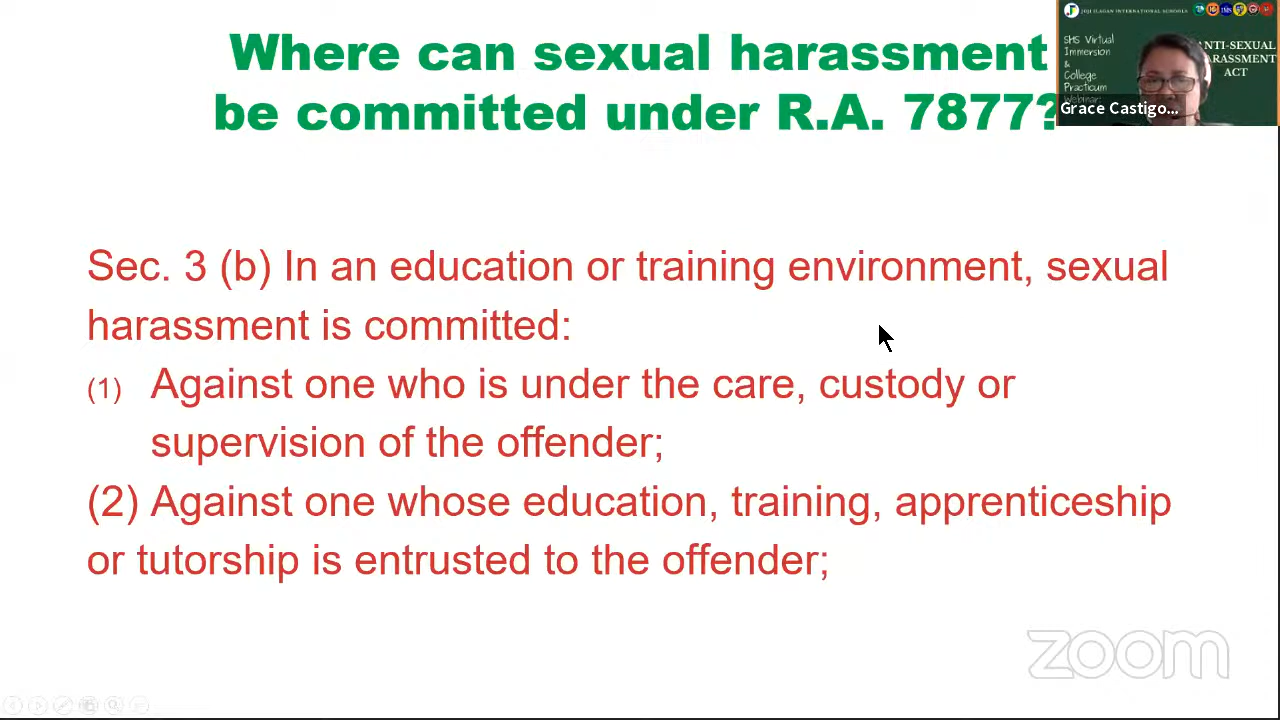 Where can sexual harassment
be committed under R.A. 7877?
JOJI ILAGAN INTERNATIONAL SCHOOLS
SHS Virtual
Immersion
&
College
Practicum
Webinar:
ANTI-SEXUAL
HARASSMENT
ACT
Grace Castigo...
Sec. 3 (b) In an education or training environment, sexual
harassment is committed:
(1) Against one who is under the care, custody or
supervision of the offender;
(2) Against one whose education, training, apprenticeship
or tutorship is entrusted to the offender;
zoom